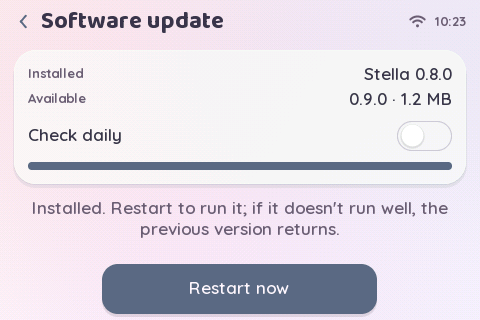 Software update
10:23
Installed
Stella 0.8.0
Available
0.9.0 · 1.2 MB
Check daily
Installed. Restart to run it; if it doesn't run well, the
previous version returns.
Restart now